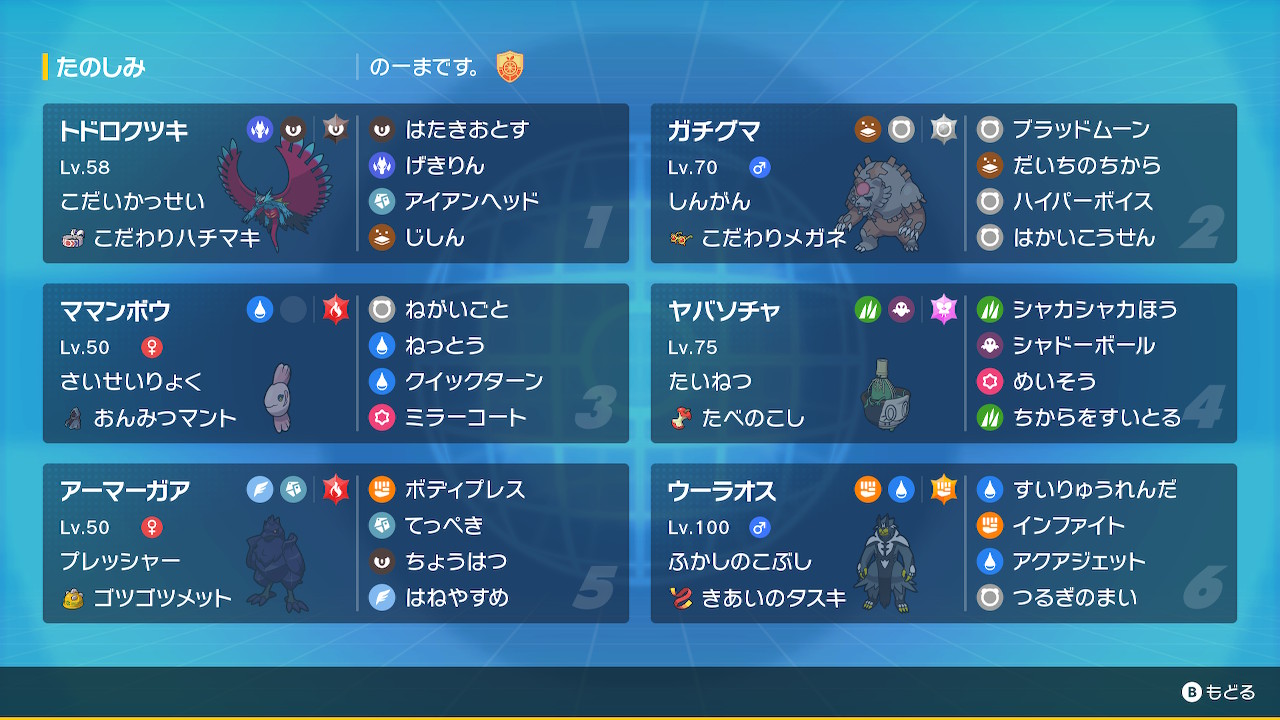 たのしみ
のーまです。
トドロクツキ
Lv.58
こだいかっせい
こだわりハチマキ
はたきおとす
げきりん
アイアンヘッド
じしん
1
ガチグマ
Lv.70
しんがん
こだわりメガネ
ブラッドムーン
だいちのちから
ハイパーボイス
はかいこうせん
2
ママンボウ
Lv.50
さいせいりょく
おんみつマント
ねがいごと
ねっとう
クイックターン
ミラーコート
3
ヤバソチャ
Lv.75
たいねつ
たべのこし
シャカシャカほう
シャドーボール
めいそう
ちからをすいとる
4
アーマーガア
Lv.50
プレッシャー
ゴツゴツメット
ボディプレス
てっぺき
ちょうはつ
はねやすめ
5
ウーラオス
Lv.100
ふかしのこぶし
きあいのタスキ
すいりゅうれんだ
インファイト
アクアジェット
つるぎのまい
6
B もどる